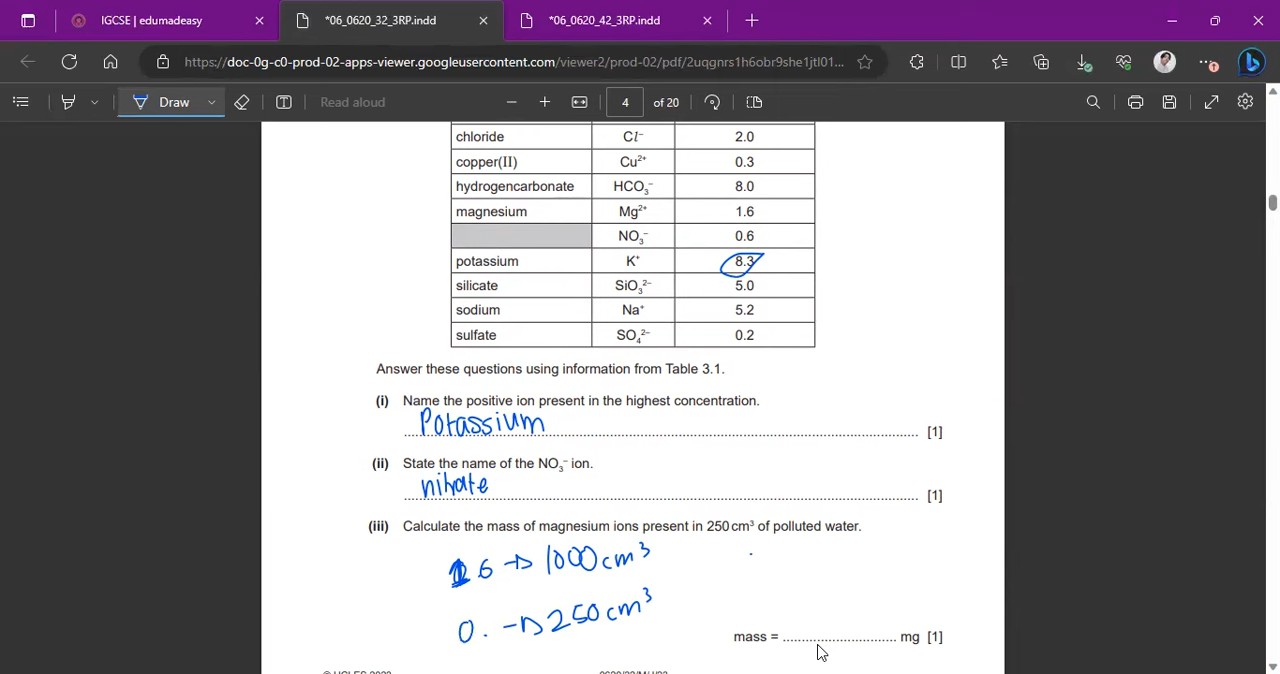 IGCSE | edumadeasy
*06_0620_32_3RP.indd
*06_0620_42_3RP.indd
https://doc-0g-c0-prod-02-apps-viewer.googleusercontent.com/viewer2/prod-02/pdf/2uqgnrs1h6obr9she1jtl01...
Draw
Read aloud
4 of 20
chloride Cl⁻ 2.0
copper(II) Cu²⁺ 0.3
hydrogencarbonate HCO₃⁻ 8.0
magnesium Mg²⁺ 1.6
NO₃⁻ 0.6
potassium K⁺ 8.3
silicate SiO₃²⁻ 5.0
sodium Na⁺ 5.2
sulfate SO₄²⁻ 0.2
Answer these questions using information from Table 3.1.
(i) Name the positive ion present in the highest concentration.
Potassium [1]
(ii) State the name of the NO₃⁻ ion.
nitrate [1]
(iii) Calculate the mass of magnesium ions present in 250 cm³ of polluted water.
1.6 → 1000 cm³
0. → 250 cm³
mass = .............................. mg [1]